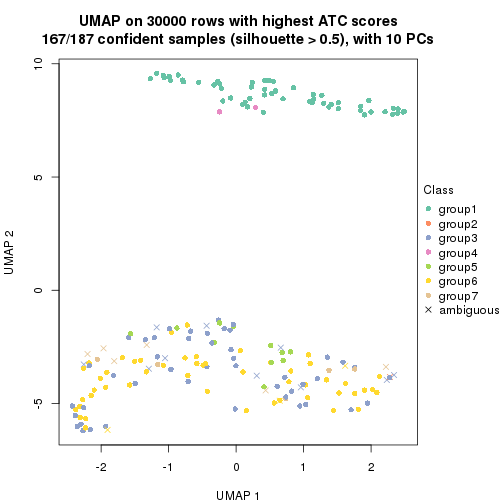 UMAP on 30000 rows with highest ATC scores
167/187 confident samples (silhouette > 0.5), with 10 PCs
10
5
0
-5
UMAP 2
-2
-1
0
1
2
UMAP 1
Class
group1
group2
group3
group4
group5
group6
group7
ambiguous